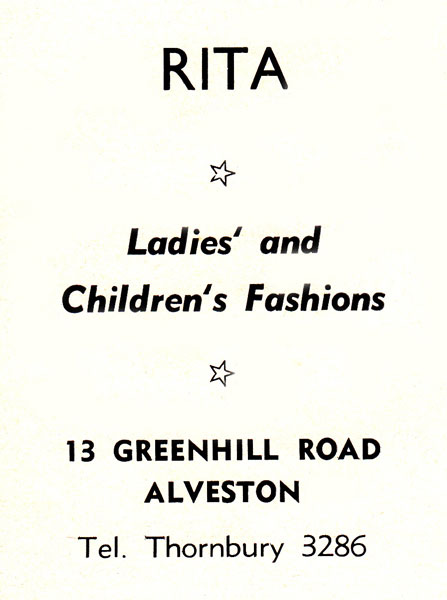 RITA
Ladies' and
Children's Fashions
13 GREENHILL ROAD
ALVESTON
Tel. Thornbury 3286